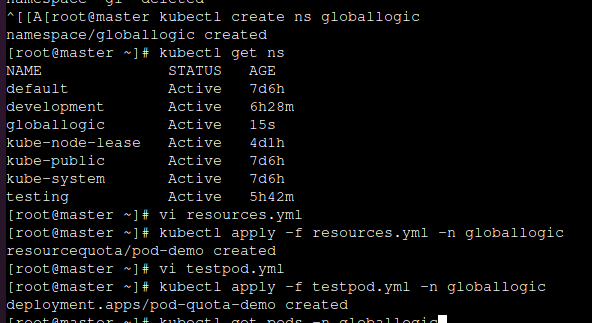 namespace "gl" deleted
^[[A[root@master kubectl create ns globallogic
namespace/globallogic created
[root@master ~]# kubectl get ns
NAME              STATUS   AGE
default           Active   7d6h
development       Active   6h28m
globallogic       Active   15s
kube-node-lease   Active   4d1h
kube-public       Active   7d6h
kube-system       Active   7d6h
testing           Active   5h42m
[root@master ~]# vi resources.yml
[root@master ~]# kubectl apply -f resources.yml -n globallogic
resourcequota/pod-demo created
[root@master ~]# vi testpod.yml
[root@master ~]# kubectl apply -f testpod.yml -n globallogic
deployment.apps/pod-quota-demo created
[root@master ~]# kubectl get pods -n globallogic